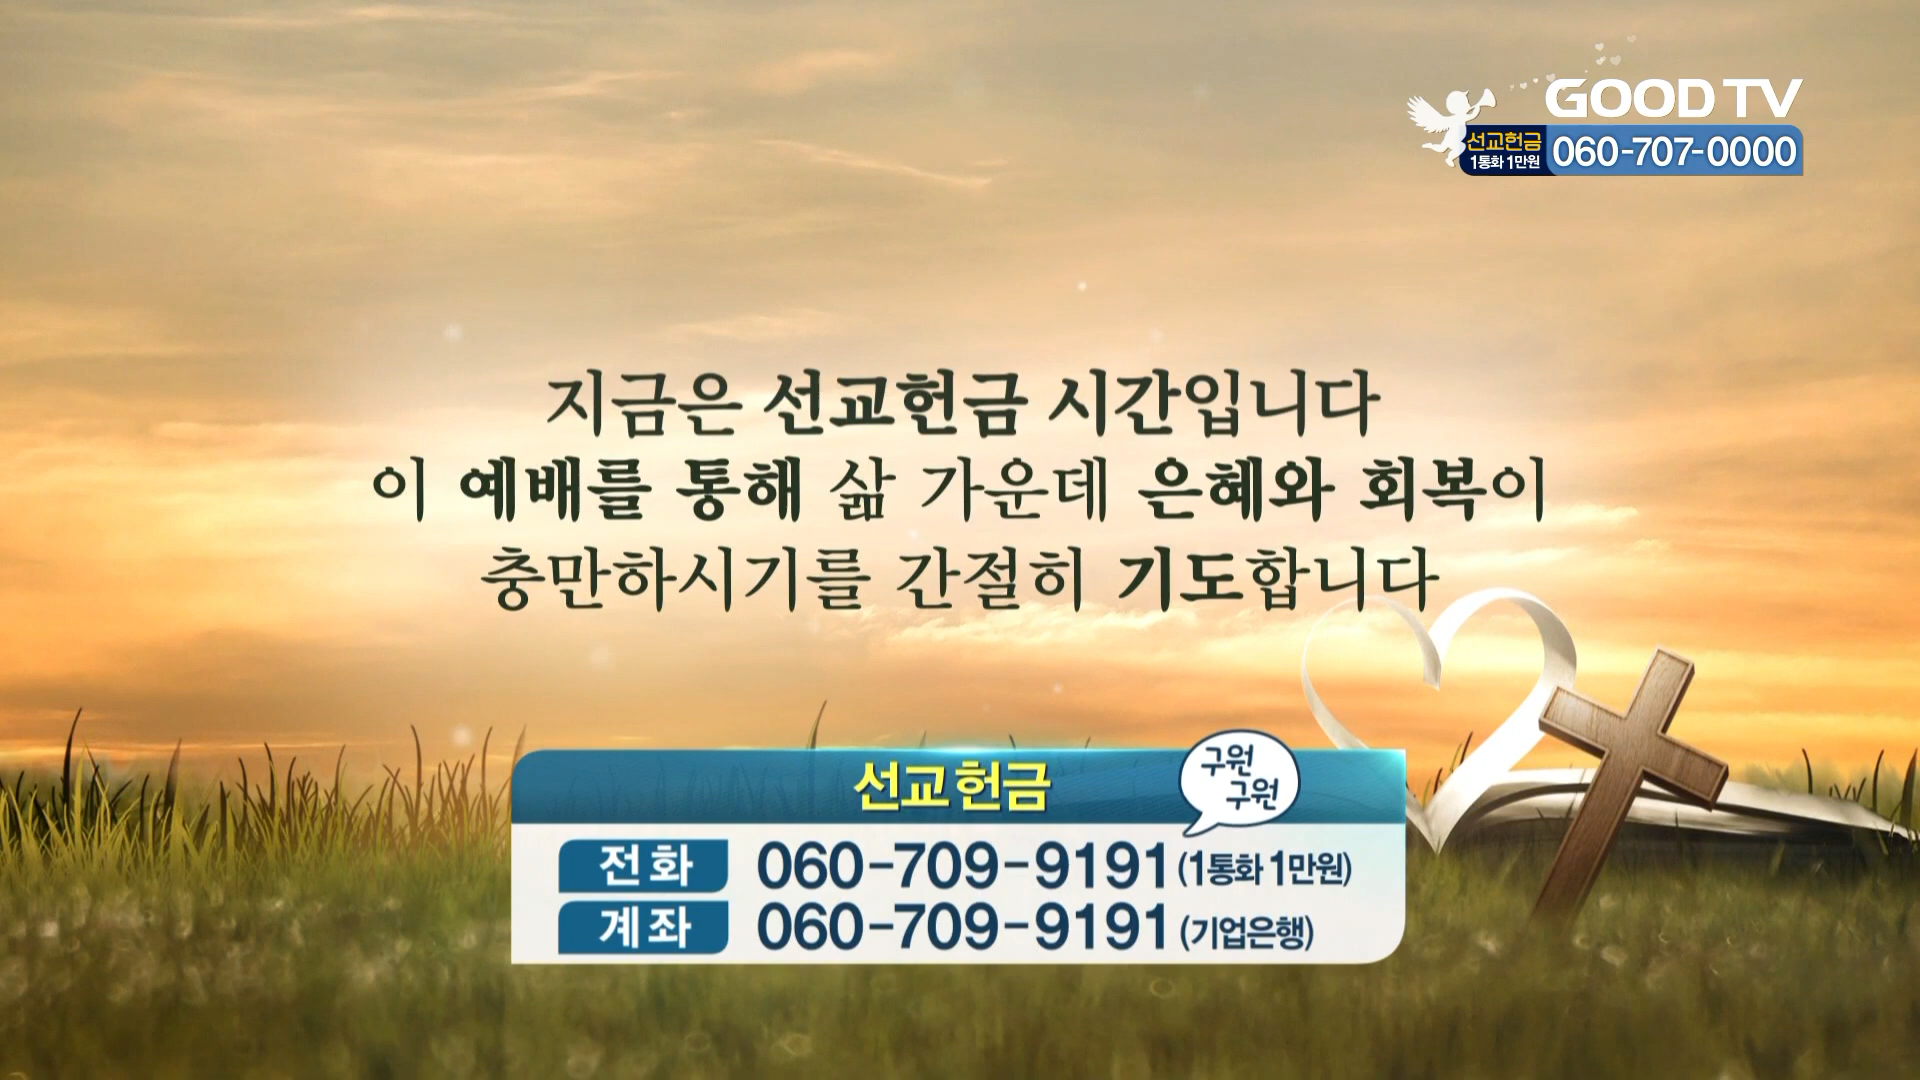 GOOD TV
선교헌금
1통화 1만원
060-707-0000
지금은 선교헌금 시간입니다
이 예배를 통해 삶 가운데 은혜와 회복이
충만하시기를 간절히 기도합니다
선교헌금
구원
구원
전화 060-709-9191 (1통화 1만원)
계좌 060-709-9191 (기업은행)